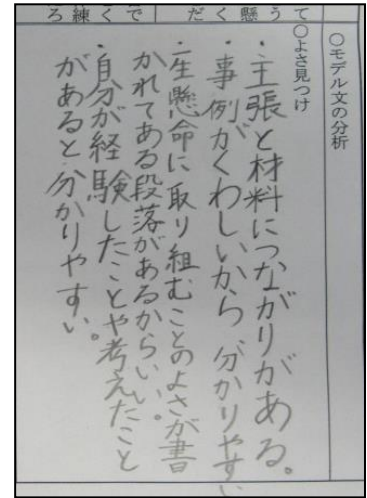 ○モデル文の分析
○よさ見つけ
・主張と材料につながりがある。
・事例がくわしいから分かりやすい
・一生懸命に取り組むことのよさが書
かれてある段落があるからいい。
・自分が経験したことや考えたこと
があると分かりやすい。
てうくで
懸く練
だろ